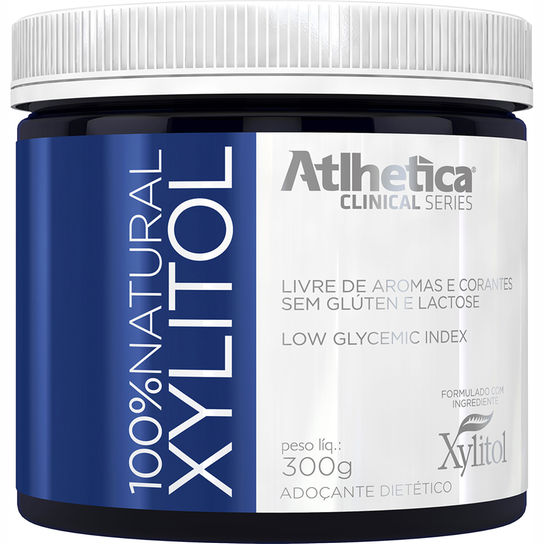 100% NATURAL
XYLITOL
Atlhetica®
CLINICAL SERIES
LIVRE DE AROMAS E CORANTES
SEM GLÚTEN E LACTOSE
LOW GLYCEMIC INDEX
FORMULADO COM
INGREDIENTE
Xylitol
peso líq.:
300g
ADOÇANTE DIETÉTICO